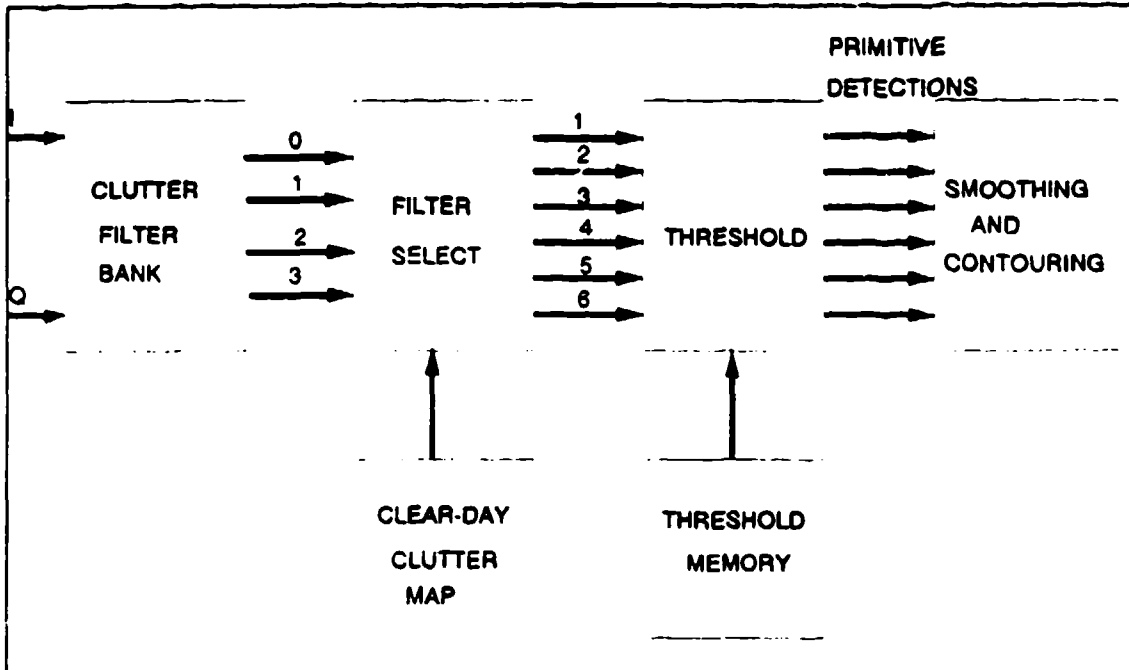 PRIMITIVE
DETECTIONS
I
Q
CLUTTER
FILTER
BANK
0
1
2
3
FILTER
SELECT
1
2
3
4
5
6
THRESHOLD
SMOOTHING
AND
CONTOURING
CLEAR-DAY
CLUTTER
MAP
THRESHOLD
MEMORY